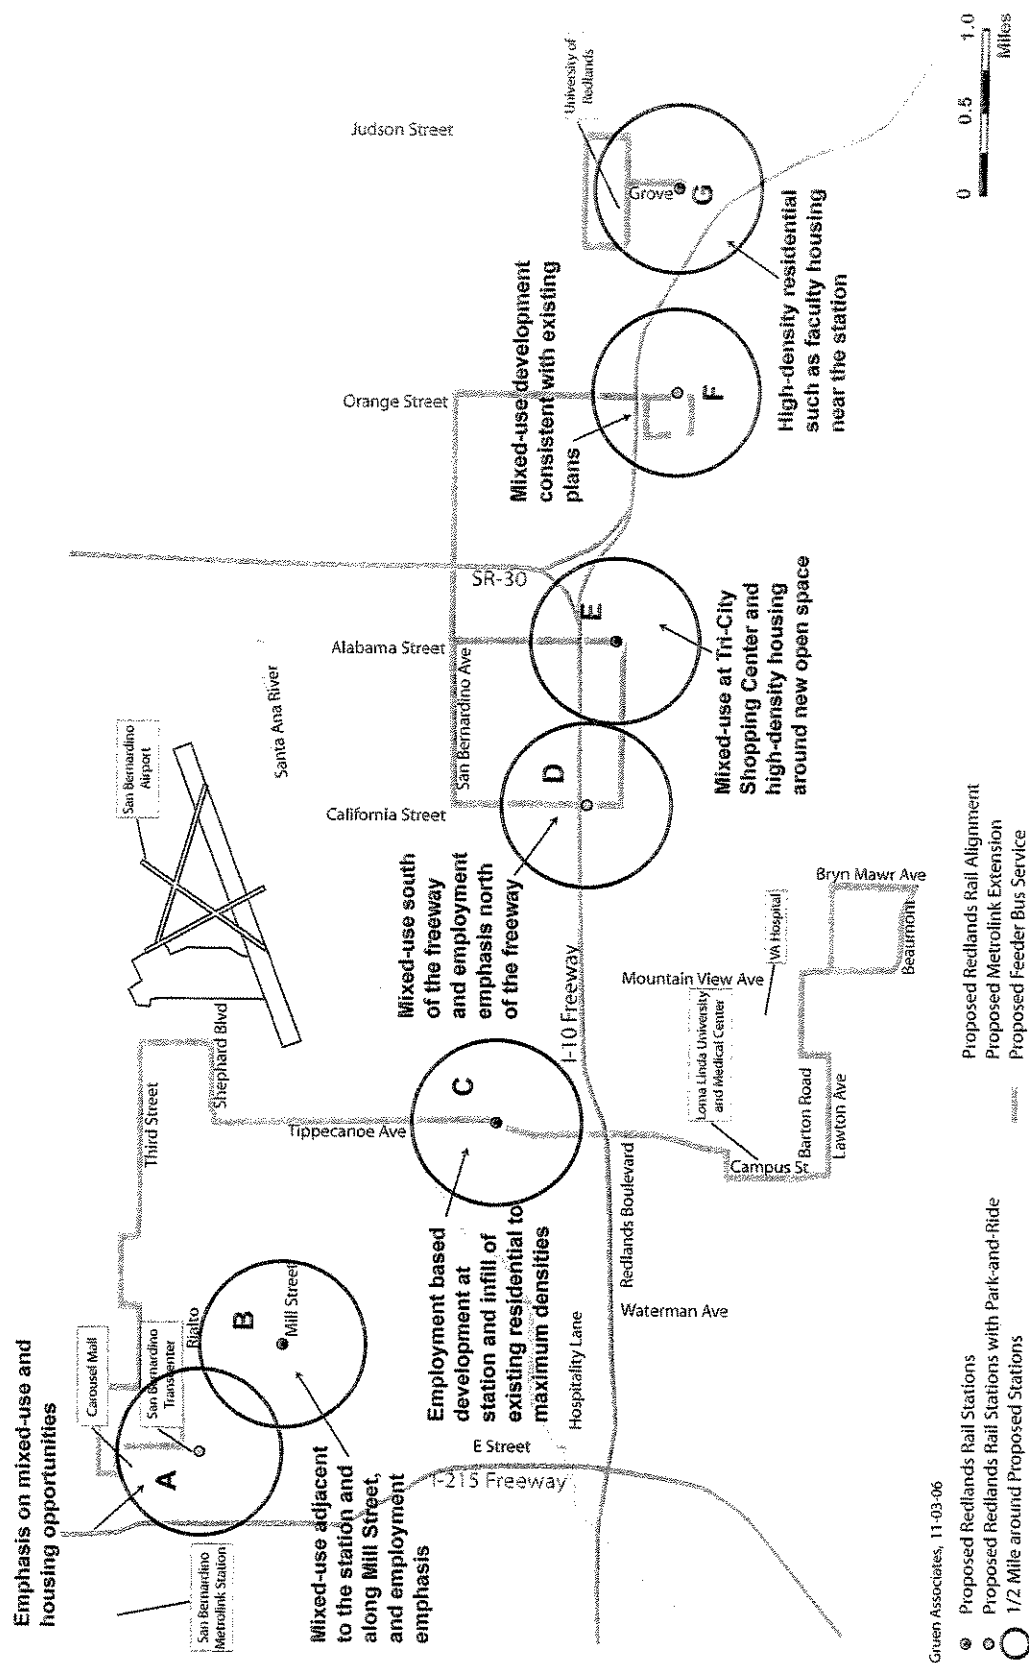 Emphasis on mixed-use and
housing opportunities
San Bernardino
Metrolink Station
A
Carousel Mall
San Bernardino
Transcenter
Rialto
B
Mill Street
Mixed-use adjacent
to the station and
along Mill Street,
and employment
emphasis
E Street
I-215 Freeway
Third Street
Shephard Blvd
Tippecanoe Ave
C
Employment based
development at
station and infill of
existing residential to
maximum densities
Hospitality Lane
Redlands Boulevard
Waterman Ave
San Bernardino
Airport
Santa Ana River
I-10 Freeway
Mountain View Ave
Loma Linda University
and Medical Center
VA Hospital
Campus St
Barton Road
Lawton Ave
Bryn Mawr Ave
Beaumont
Mixed-use south
of the freeway
and employment
emphasis north
of the freeway
California Street
D
San Bernardino Ave
Alabama Street
E
SR-30
Mixed-use at Tri-City
Shopping Center and
high-density housing
around new open space
Orange Street
Mixed-use development
consistent with existing
plans
F
Judson Street
University of
Redlands
Grove
G
High-density residential
such as faculty housing
near the station
Gruen Associates, 11-03-06
Proposed Redlands Rail Stations
Proposed Redlands Rail Stations with Park-and-Ride
1/2 Mile around Proposed Stations
Proposed Redlands Rail Alignment
Proposed Metrolink Extension
Proposed Feeder Bus Service
0 0.5 1.0
Miles